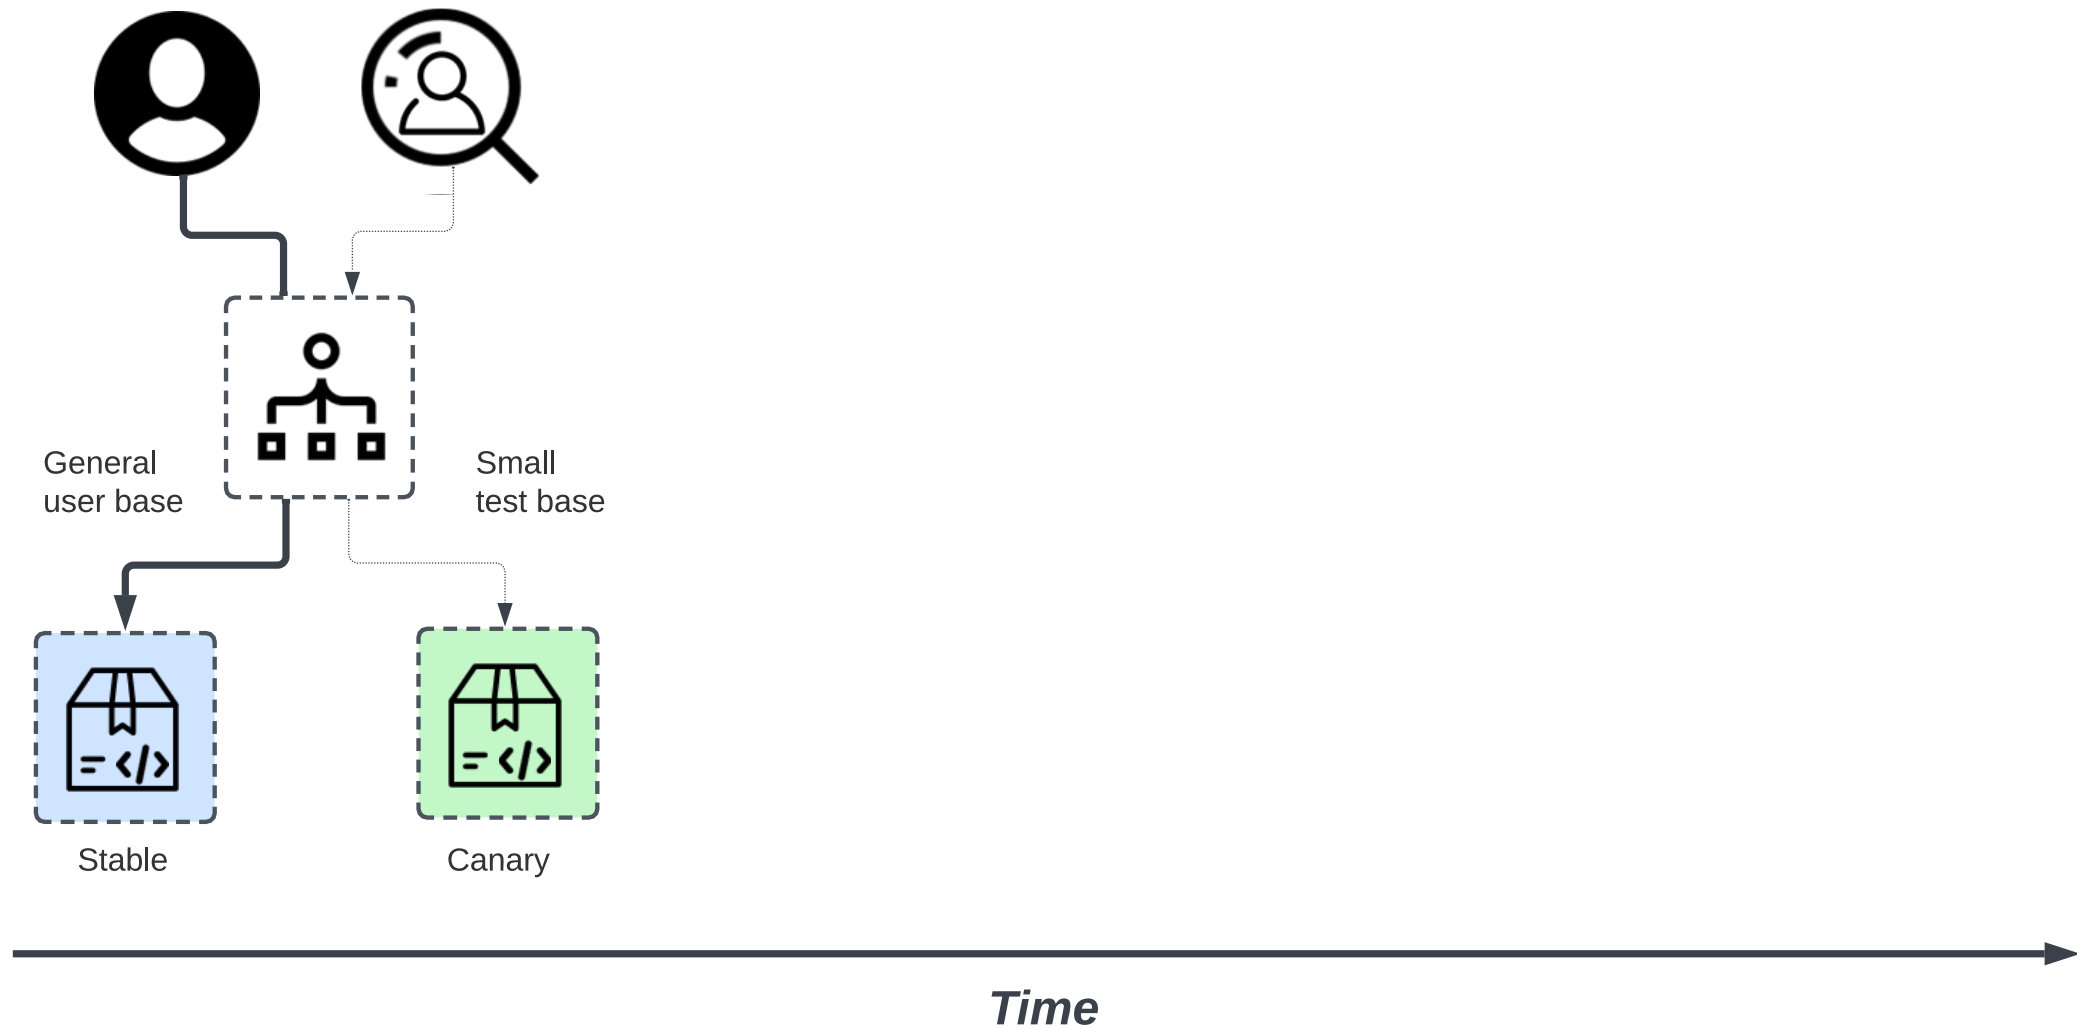 General
user base
Small
test base
Stable
Canary
Time